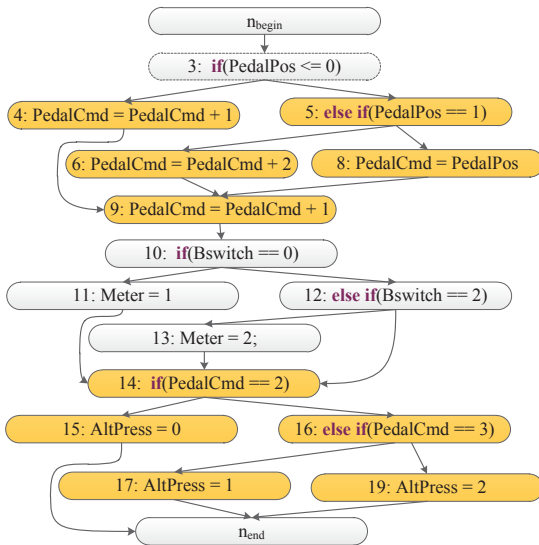 nbegin
3: if(PedalPos <= 0)
4: PedalCmd = PedalCmd + 1
5: else if(PedalPos == 1)
6: PedalCmd = PedalCmd + 2
8: PedalCmd = PedalPos
9: PedalCmd = PedalCmd + 1
10: if(Bswitch == 0)
11: Meter = 1
12: else if(Bswitch == 2)
13: Meter = 2;
14: if(PedalCmd == 2)
15: AltPress = 0
16: else if(PedalCmd == 3)
17: AltPress = 1
19: AltPress = 2
nend